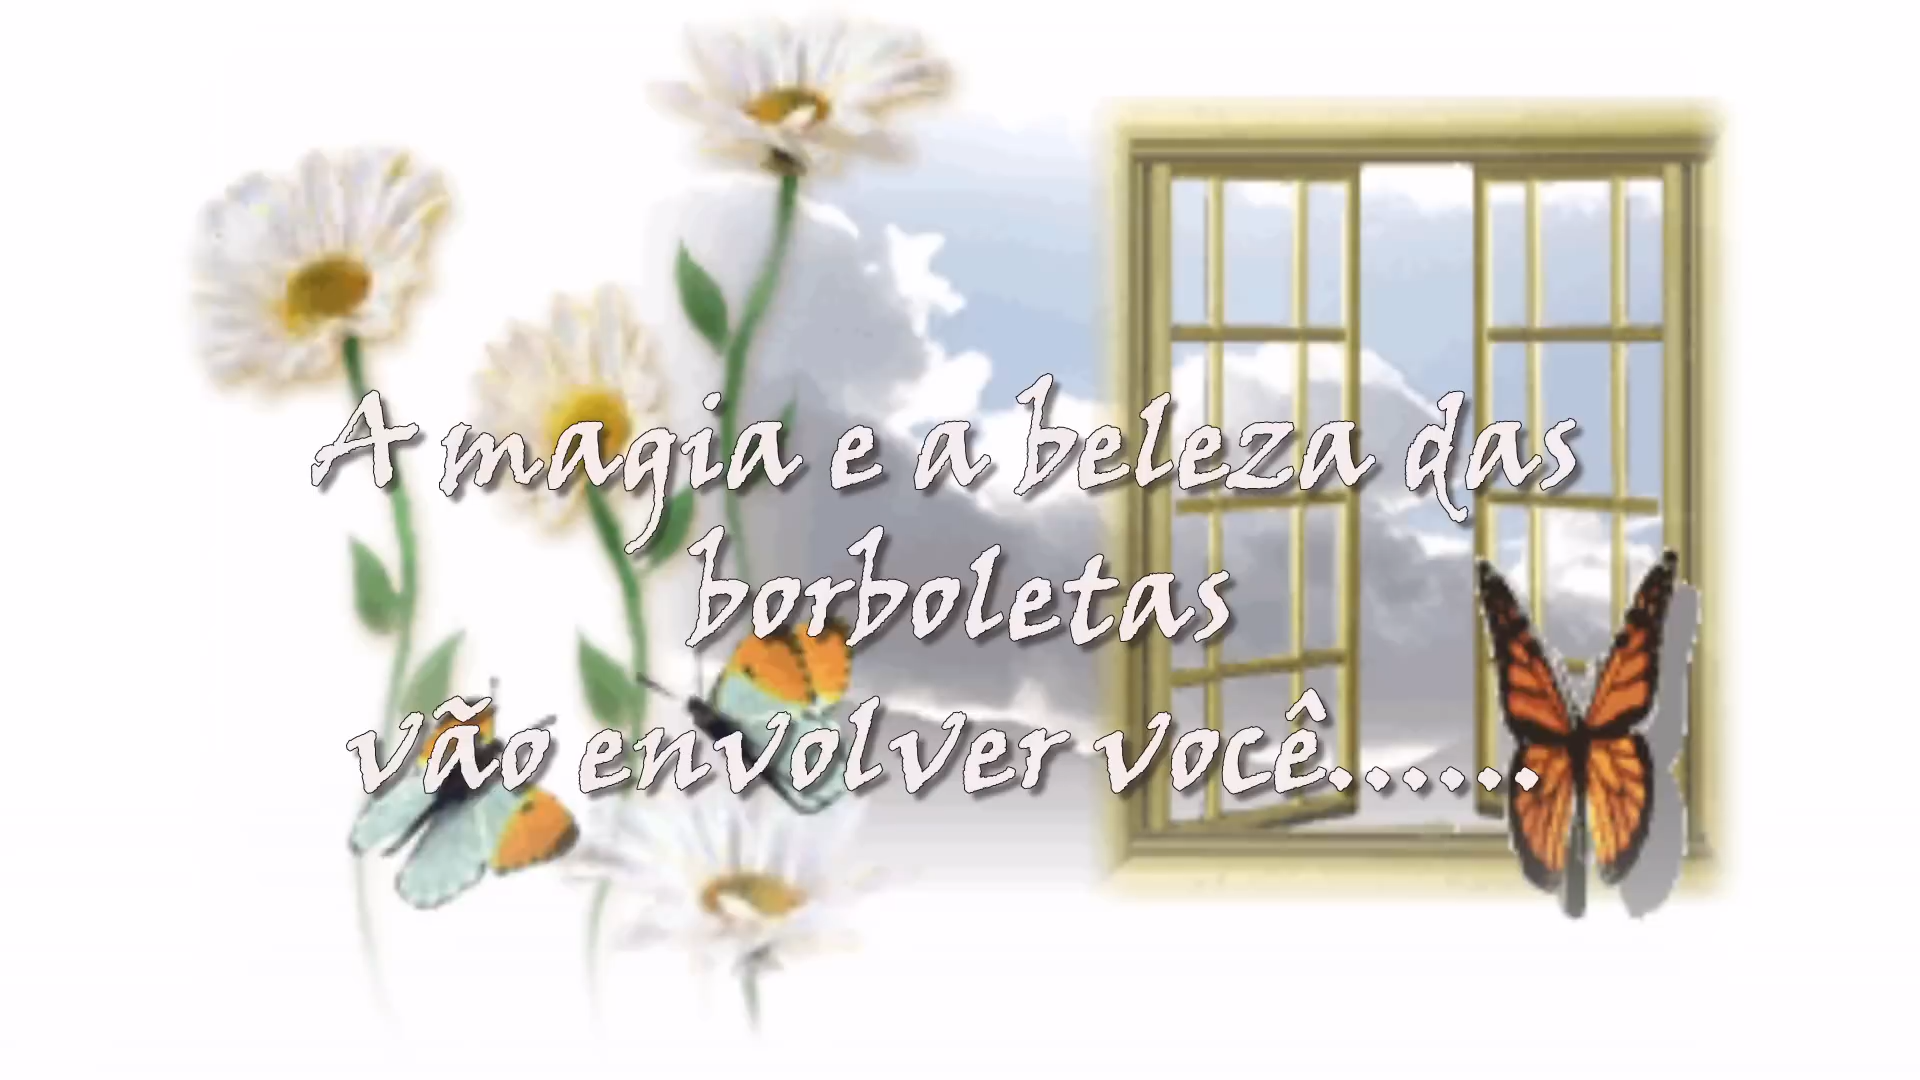 A magia e a beleza das
borboletas
vão envolver você......